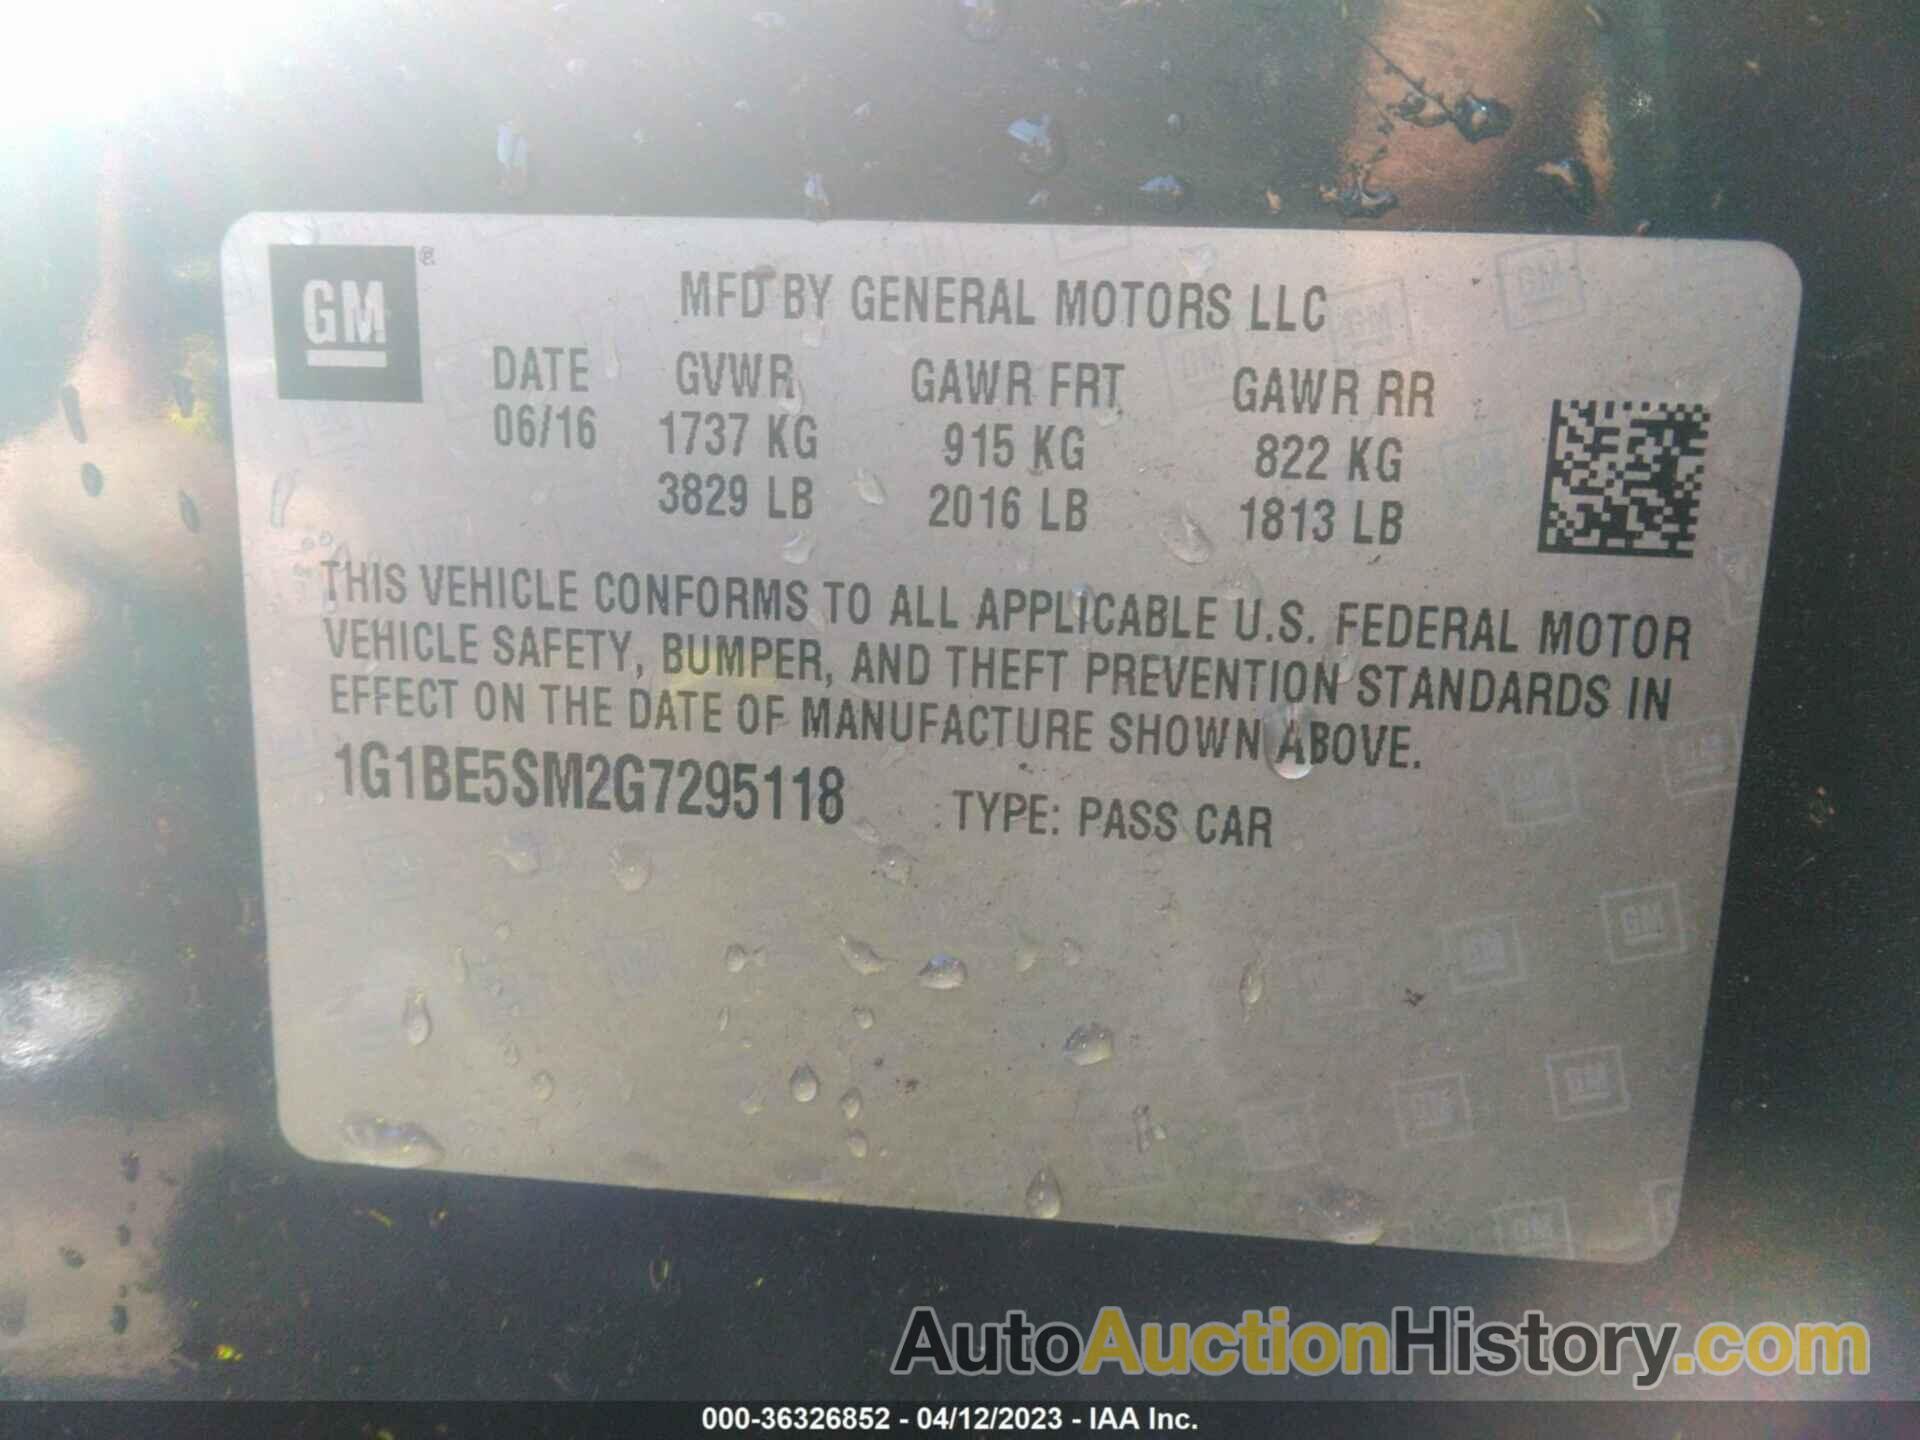 GM ®
MFD BY GENERAL MOTORS LLC
DATE GVWR GAWR FRT GAWR RR
06/16 1737 KG 915 KG 822 KG
3829 LB 2016 LB 1813 LB
THIS VEHICLE CONFORMS TO ALL APPLICABLE U.S. FEDERAL MOTOR
VEHICLE SAFETY, BUMPER, AND THEFT PREVENTION STANDARDS IN
EFFECT ON THE DATE OF MANUFACTURE SHOWN ABOVE.
1G1BE5SM2G7295118 TYPE: PASS CAR
AutoAuctionHistory.com
000-36326852 - 04/12/2023 - IAA Inc.